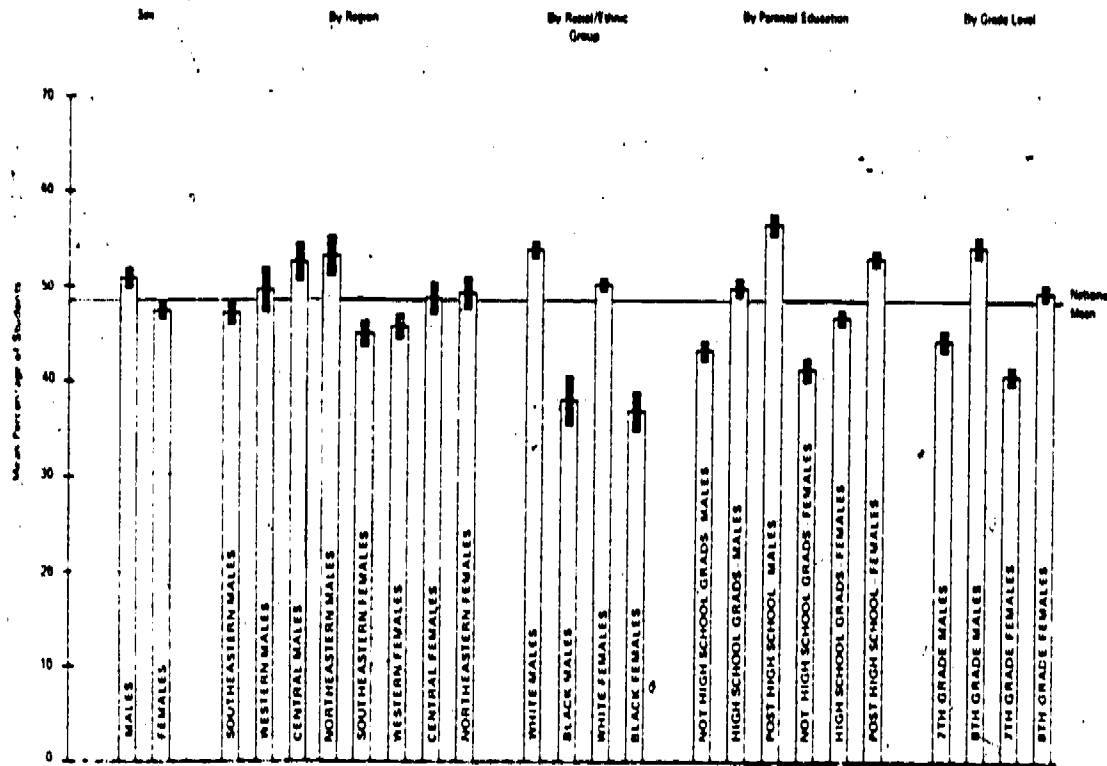 Sex
By Region
By Racial/Ethnic
Group
By Parental Education
By Grade Level
70
60
50
40
30
20
10
0
Mean Percentage of Students
National
Mean
MALES
FEMALES
SOUTHEASTERN MALES
WESTERN MALES
CENTRAL MALES
NORTHEASTERN MALES
SOUTHEASTERN FEMALES
WESTERN FEMALES
CENTRAL FEMALES
NORTHEASTERN FEMALES
WHITE MALES
BLACK MALES
WHITE FEMALES
BLACK FEMALES
NOT HIGH SCHOOL GRADS - MALES
HIGH SCHOOL GRADS - MALES
POST HIGH SCHOOL - MALES
NOT HIGH SCHOOL GRADS - FEMALES
HIGH SCHOOL GRADS - FEMALES
POST HIGH SCHOOL - FEMALES
7TH GRADE MALES
8TH GRADE MALES
7TH GRADE FEMALES
8TH GRADE FEMALES